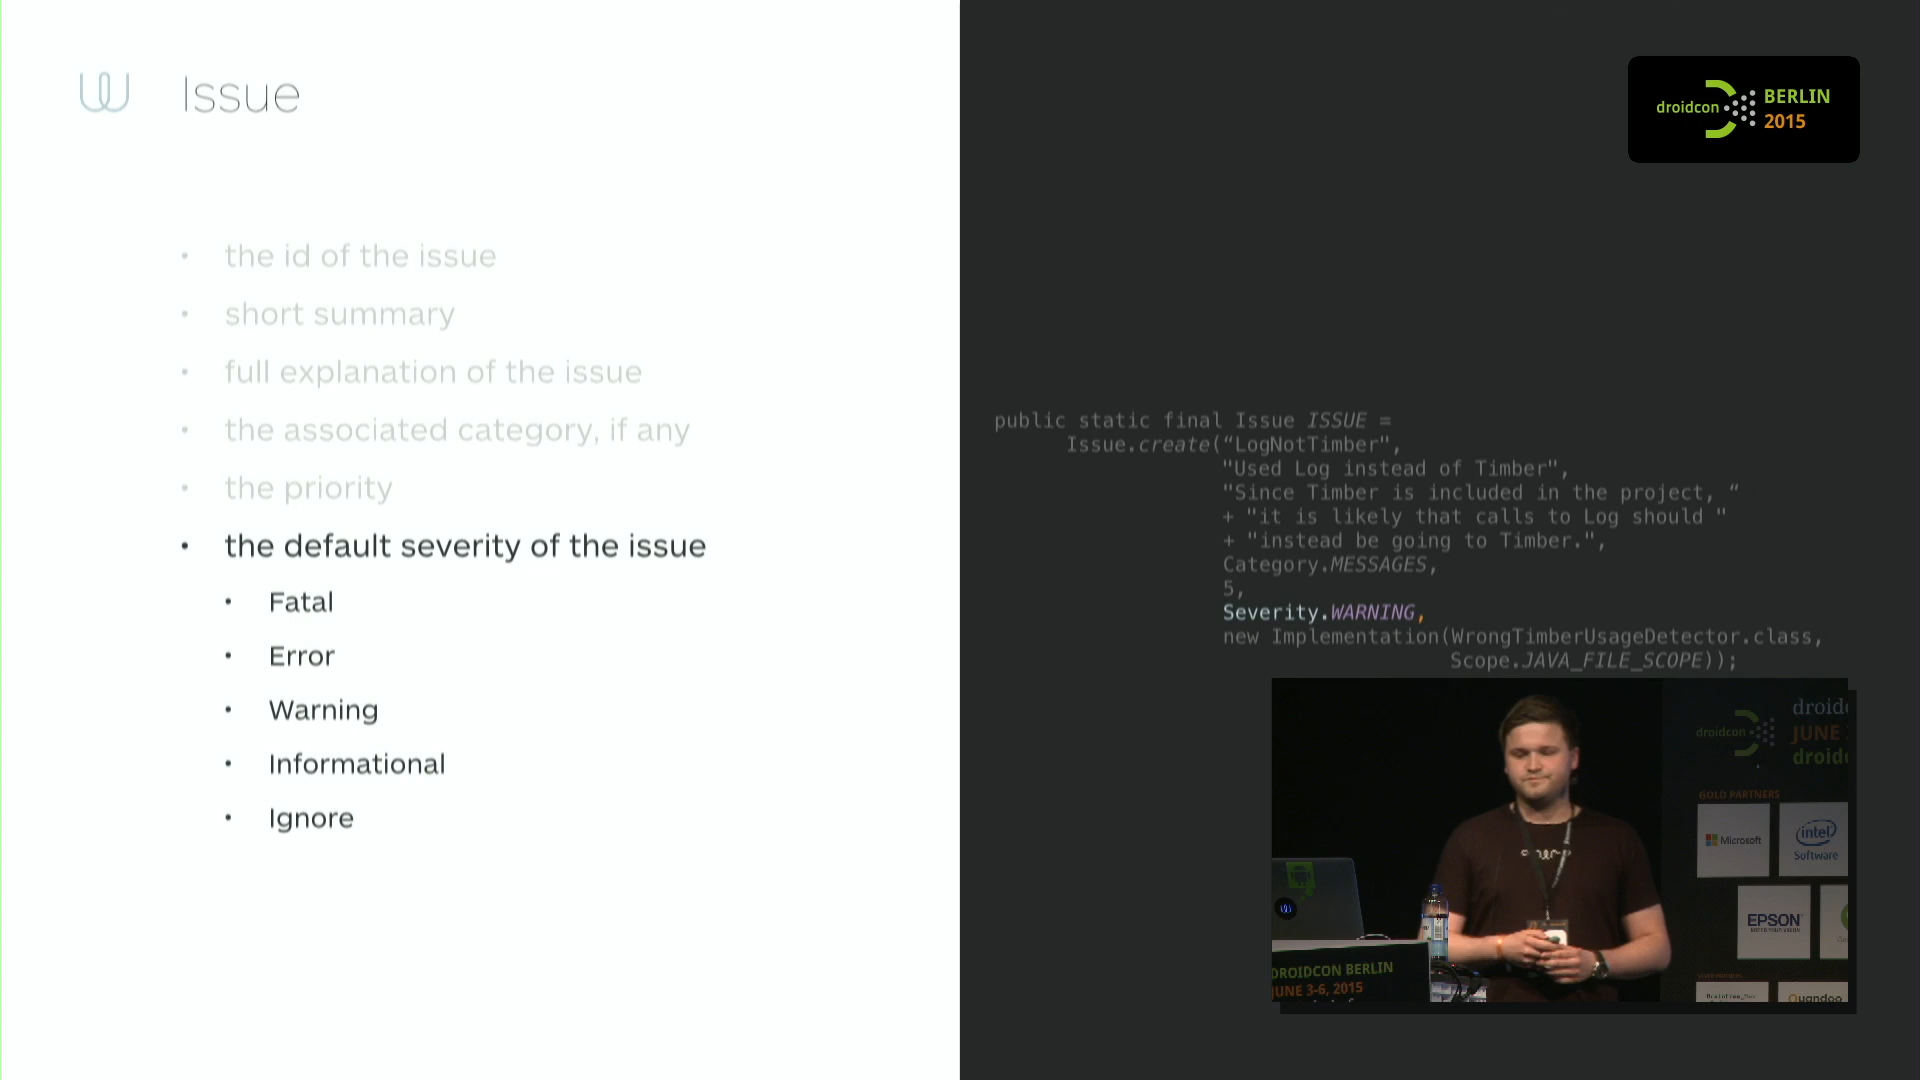 Issue
• the id of the issue
• short summary
• full explanation of the issue
• the associated category, if any
• the priority
• the default severity of the issue
• Fatal
• Error
• Warning
• Informational
• Ignore
droidcon BERLIN
2015
public static final Issue ISSUE =
Issue.create(“LogNotTimber",
"Used Log instead of Timber",
"Since Timber is included in the project, “
+ "it is likely that calls to Log should "
+ "instead be going to Timber.",
Category.MESSAGES,
5,
Severity.WARNING,
new Implementation(WrongTimberUsageDetector.class,
Scope.JAVA_FILE_SCOPE));
droidcon
JUNE
GOLD PARTNERS
Microsoft
intel
Software
EPSON
DROIDCON BERLIN
JUNE 3-6, 2015
Quandoo